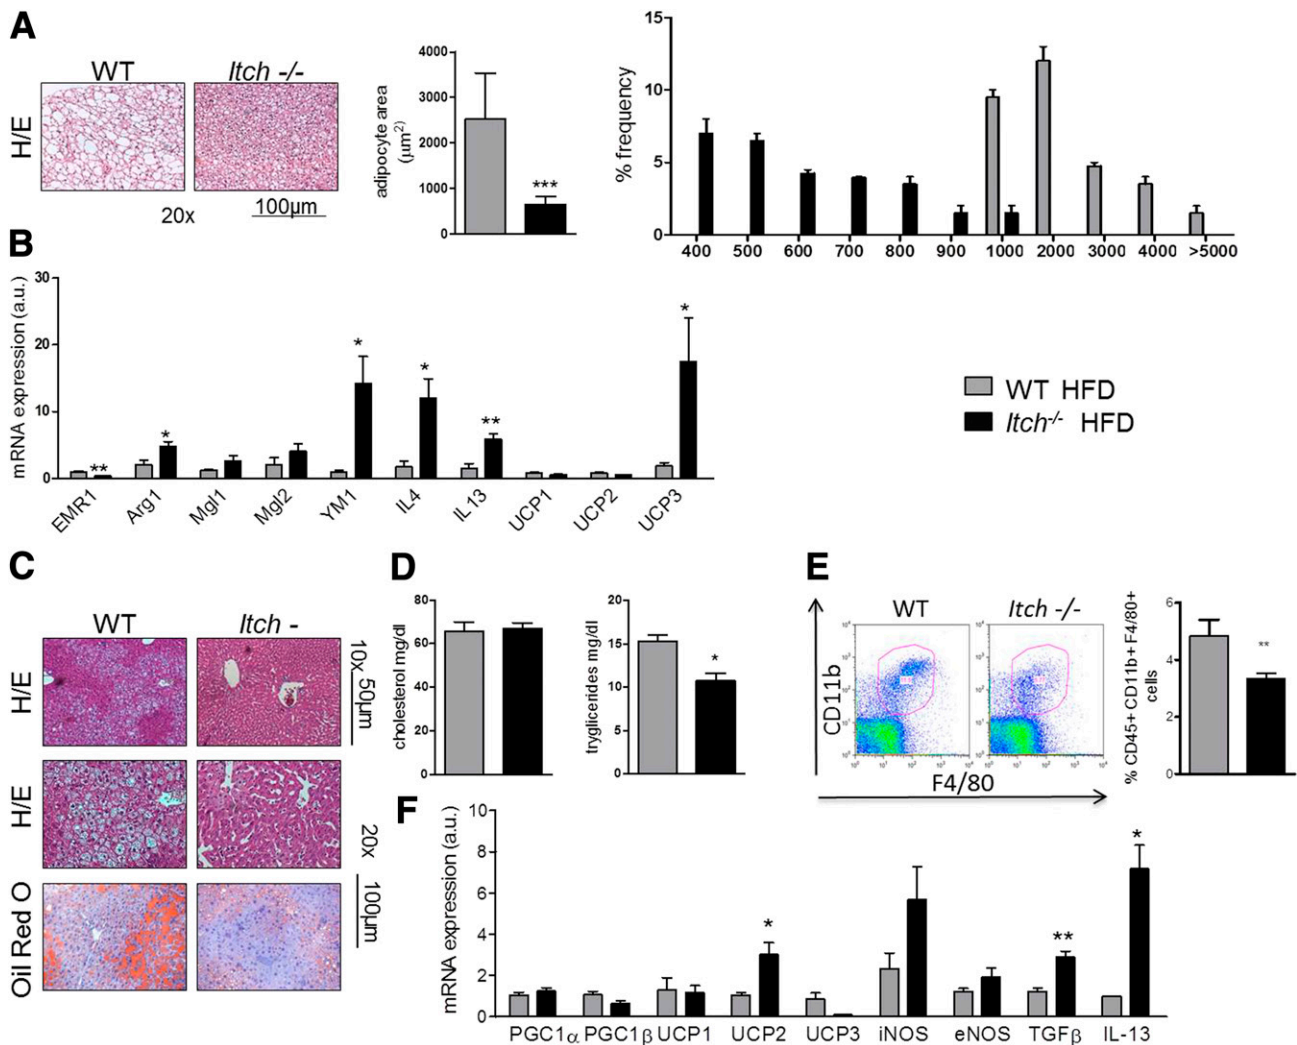 A
WT
Itch -/-
H/E
20x
100µm
adipocyte area
(µm²)
4000
3000
2000
1000
0
***
% frequency
15
10
5
0
400 500 600 700 800 900 1000 2000 3000 4000 >5000
B
mRNA expression (a.u.)
30
20
10
0
** * * * ** *
EMR1 Arg1 Mgl1 Mgl2 YM1 IL4 IL13 UCP1 UCP2 UCP3
WT HFD
Itch-/- HFD
C
WT
Itch -
H/E
10x
50µm
H/E
20x
Oil Red O
100µm
D
cholesterol mg/dl
80
60
40
20
0
tryglicerides mg/dl
20
15
10
5
0
*
E
WT
Itch -/-
CD11b
F4/80
% CD45+ CD11b+ F4/80+
cells
6
4
2
0
**
F
mRNA expression (a.u.)
10
8
6
4
2
0
* ** *
PGC1α PGC1β UCP1 UCP2 UCP3 iNOS eNOS TGFβ IL-13